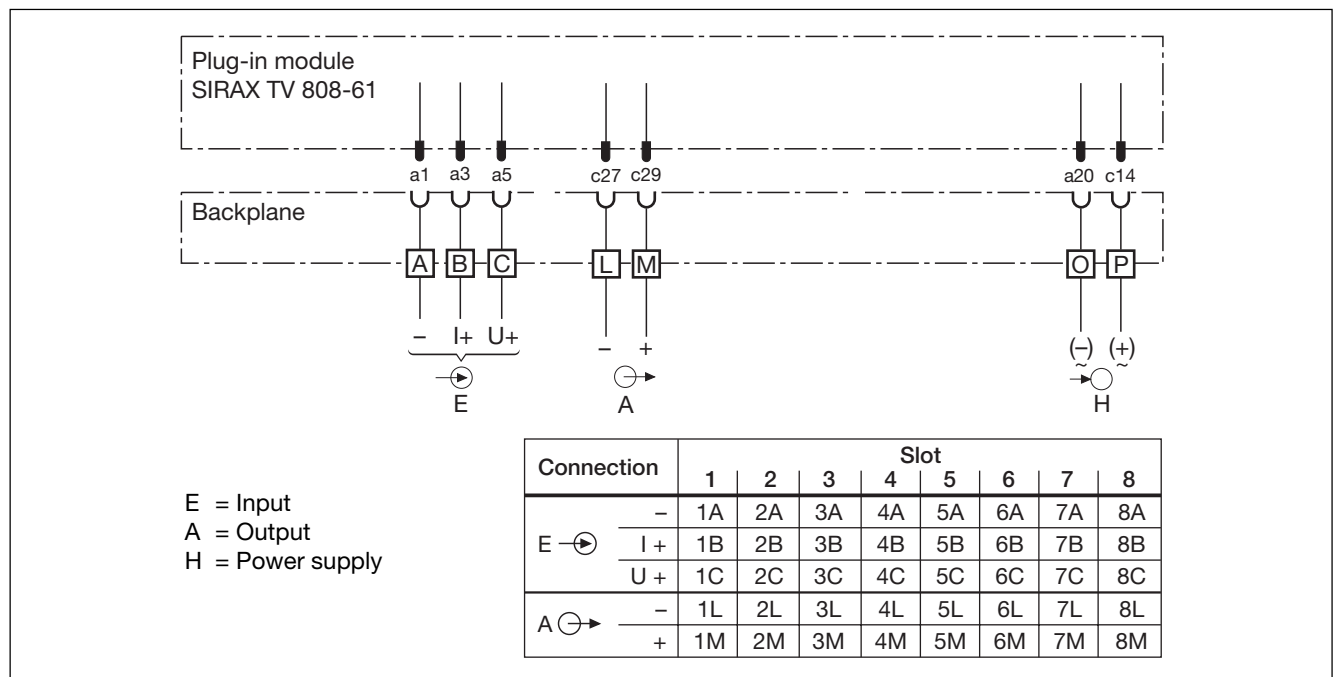 Plug-in module
SIRAX TV 808-61
a1 a3 a5 c27 c29 a20 c14
Backplane
A B C L M O P
– I+ U+ – + (–) (+)
~ ~
E A H
E = Input
A = Output
H = Power supply
Connection Slot
1 2 3 4 5 6 7 8
– 1A 2A 3A 4A 5A 6A 7A 8A
E I + 1B 2B 3B 4B 5B 6B 7B 8B
U + 1C 2C 3C 4C 5C 6C 7C 8C
A – 1L 2L 3L 4L 5L 6L 7L 8L
+ 1M 2M 3M 4M 5M 6M 7M 8M